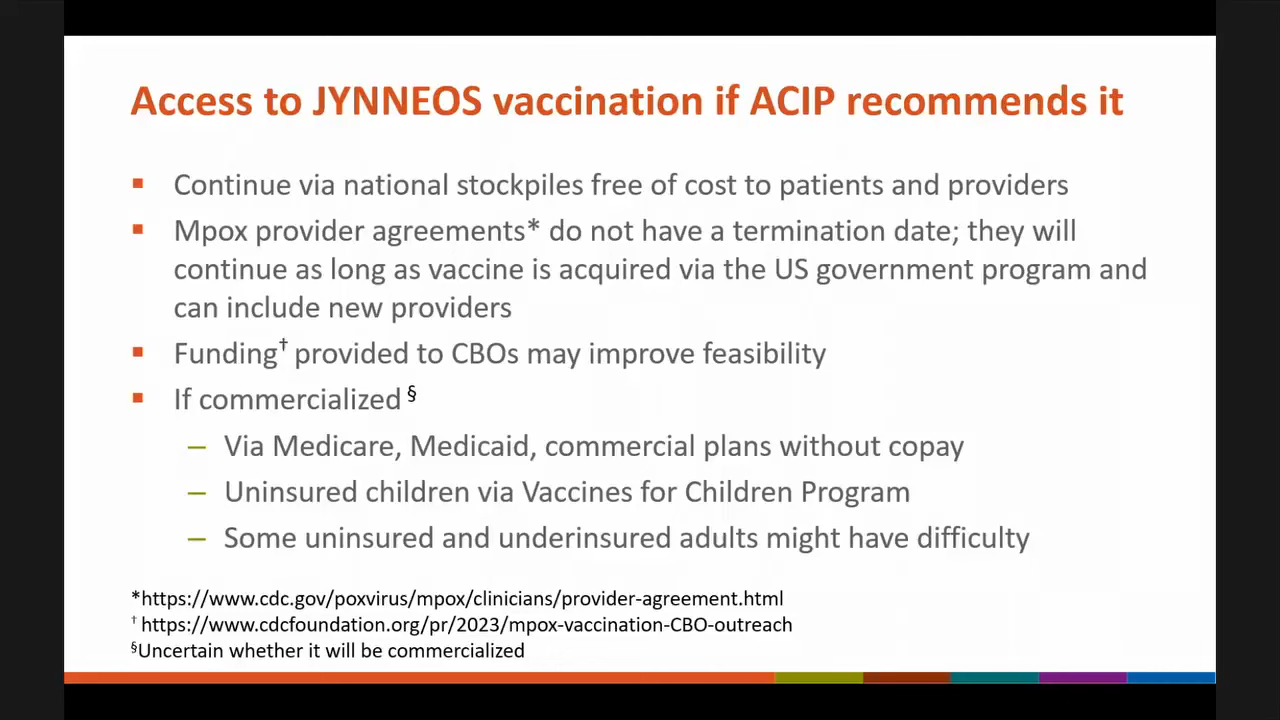 Access to JYNNEOS vaccination if ACIP recommends it
▪ Continue via national stockpiles free of cost to patients and providers
▪ Mpox provider agreements* do not have a termination date; they will
continue as long as vaccine is acquired via the US government program and
can include new providers
▪ Funding† provided to CBOs may improve feasibility
▪ If commercialized §
– Via Medicare, Medicaid, commercial plans without copay
– Uninsured children via Vaccines for Children Program
– Some uninsured and underinsured adults might have difficulty
*https://www.cdc.gov/poxvirus/mpox/clinicians/provider-agreement.html
† https://www.cdcfoundation.org/pr/2023/mpox-vaccination-CBO-outreach
§Uncertain whether it will be commercialized